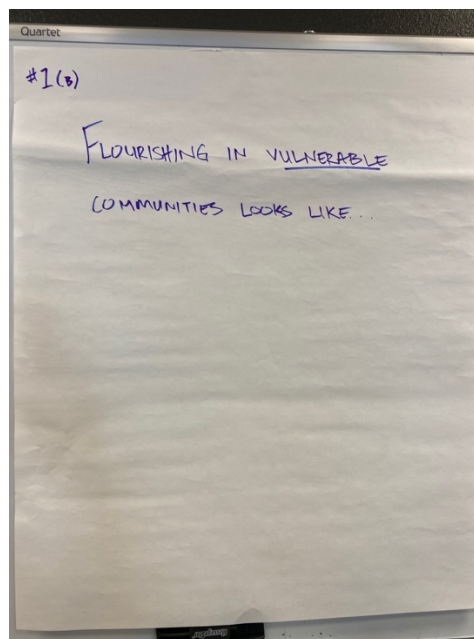 Quartet
#1(B)
FLOURISHING IN VULNERABLE
COMMUNITIES LOOKS LIKE...